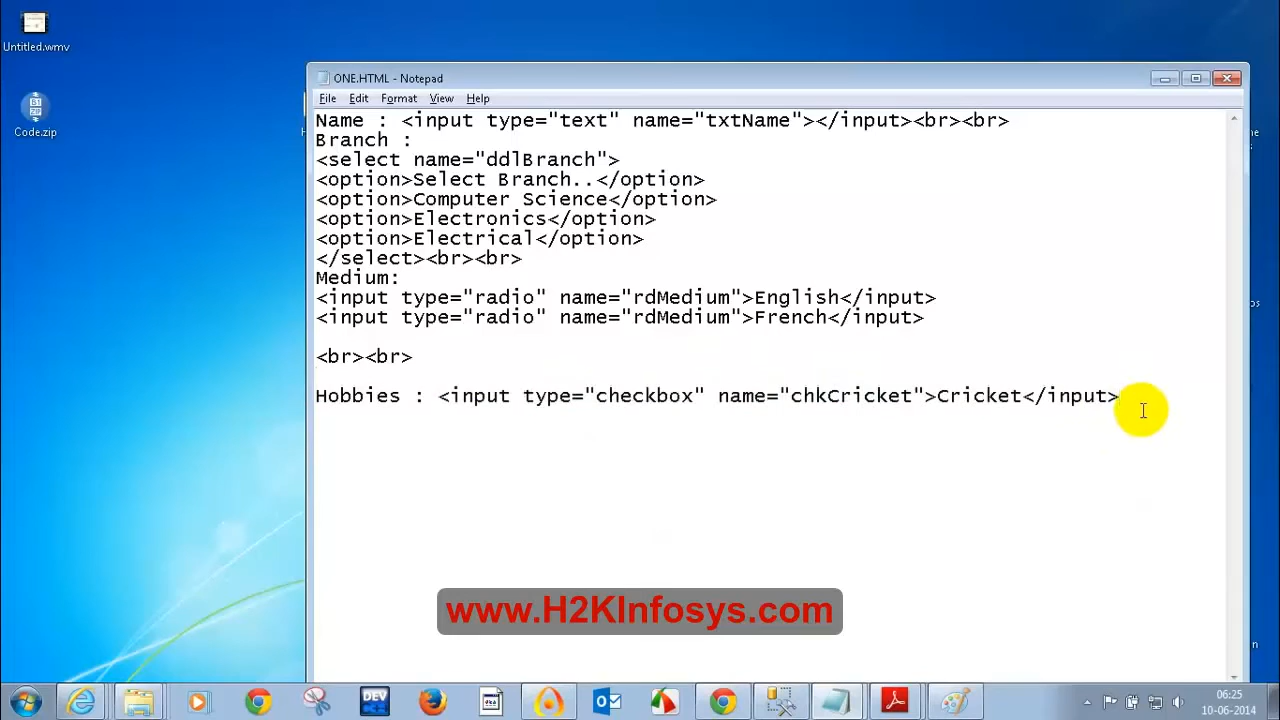 Untitled.wmv
Code.zip
ONE.HTML - Notepad
File Edit Format View Help
Name : <input type="text" name="txtName"></input><br><br>
Branch :
<select name="ddlBranch">
<option>Select Branch..</option>
<option>Computer Science</option>
<option>Electronics</option>
<option>Electrical</option>
</select><br><br>
Medium:
<input type="radio" name="rdMedium">English</input>
<input type="radio" name="rdMedium">French</input>
<br><br>
Hobbies : <input type="checkbox" name="chkCricket">Cricket</input>
www.H2KInfosys.com
DEV
06:25
10-06-2014